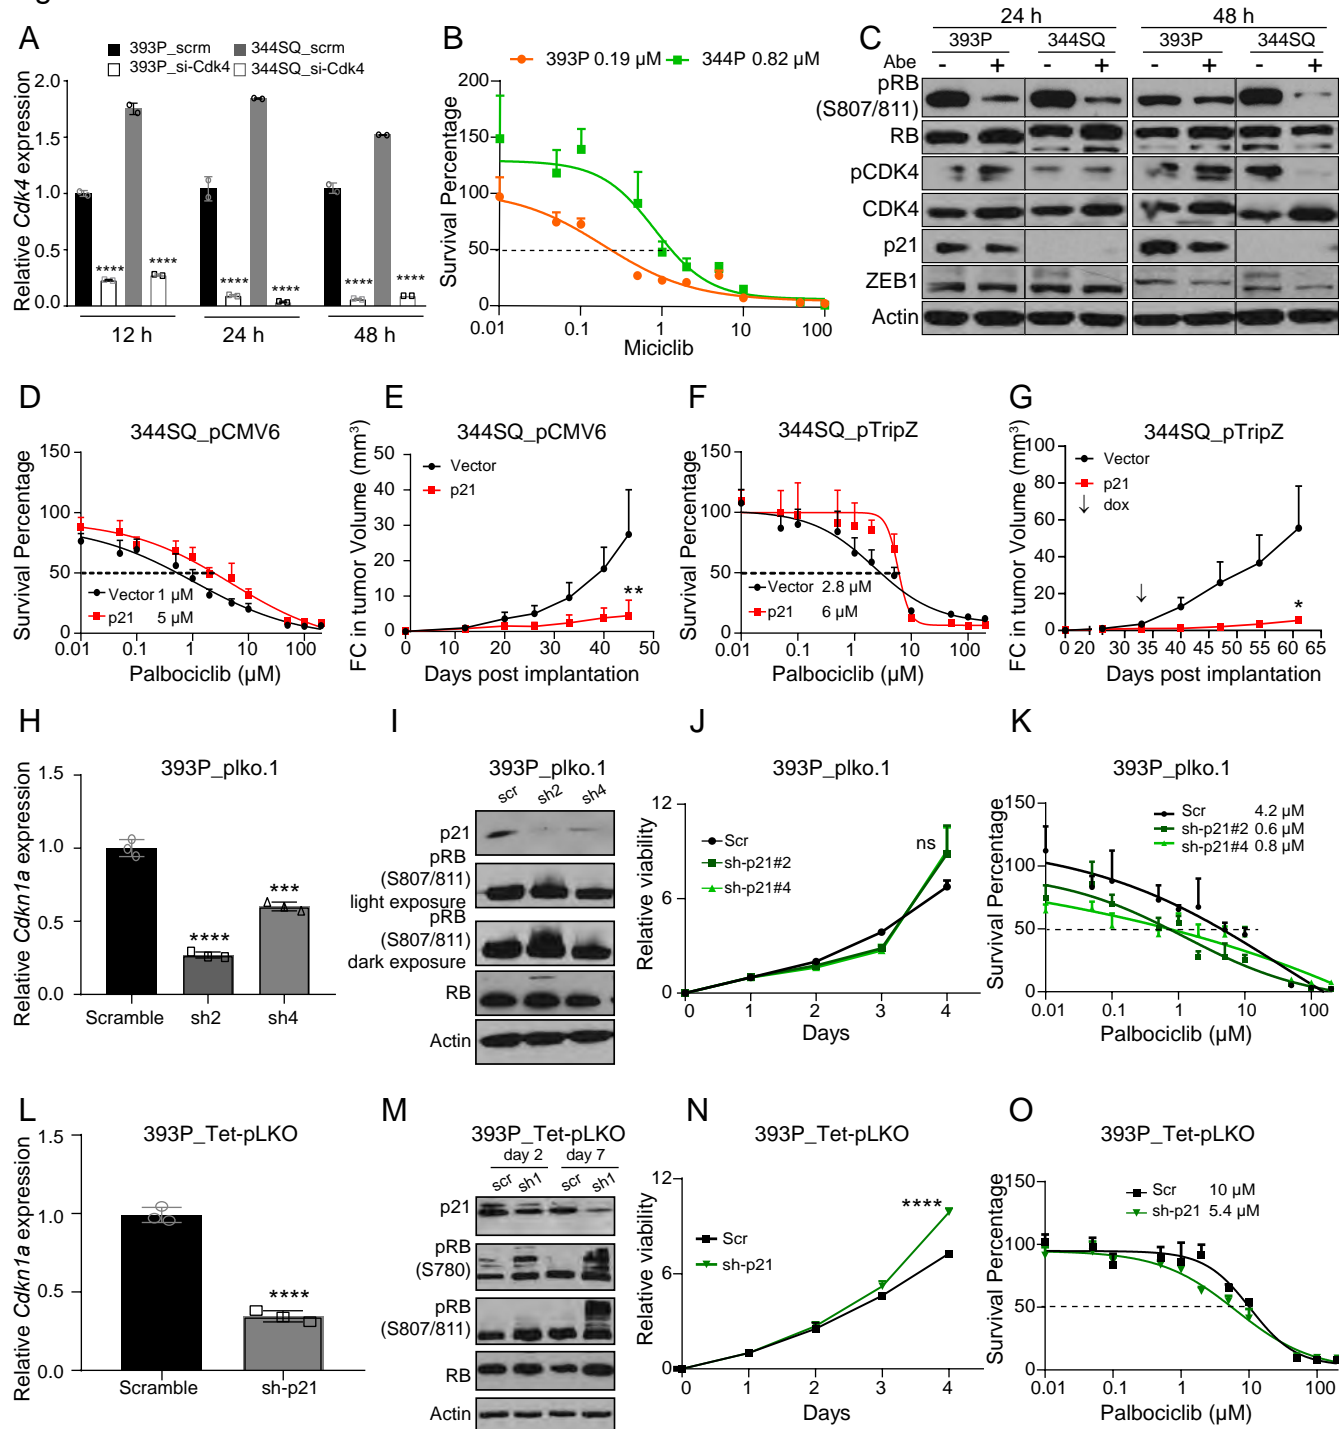 A
393P_scrm
344SQ_scrm
393P_si-Cdk4
344SQ_si-Cdk4
Relative Cdk4 expression
2.0
1.5
1.0
0.5
0.0
**** **** **** **** **** ****
12 h 24 h 48 h
B
393P 0.19 µM 344P 0.82 µM
Survival Percentage
200
150
100
50
0
0.01 0.1 1 10 100
Miciclib
C
24 h 48 h
393P 344SQ 393P 344SQ
Abe - + - + - + - +
pRB
(S807/811)
RB
pCDK4
CDK4
p21
ZEB1
Actin
D
344SQ_pCMV6
Survival Percentage
150
100
50
0
Vector 1 µM
p21 5 µM
0.01 0.1 1 10 100
Palbociclib (µM)
E
344SQ_pCMV6
FC in tumor Volume (mm³)
50
40
30
20
10
0
Vector
p21
**
0 10 20 30 40 50
Days post implantation
F
344SQ_pTripZ
Survival Percentage
150
100
50
0
Vector 2.8 µM
p21 6 µM
0.01 0.1 1 10 100
Palbociclib (µM)
G
344SQ_pTripZ
FC in tumor Volume (mm³)
100
80
60
40
20
0
Vector
p21
↓ dox
*
0 20 35 40 45 50 55 60 65
Days post implantation
H
393P_plko.1
Relative Cdkn1a expression
1.5
1.0
0.5
0.0
**** ***
Scramble sh2 sh4
I
393P_plko.1
scr sh2 sh4
p21
pRB
(S807/811)
light exposure
pRB
(S807/811)
dark exposure
RB
Actin
J
393P_plko.1
Relative viability
12
6
0
Scr
sh-p21#2
sh-p21#4
ns
0 1 2 3 4
Days
K
393P_plko.1
Survival Percentage
150
100
50
0
Scr 4.2 µM
sh-p21#2 0.6 µM
sh-p21#4 0.8 µM
0.01 0.1 1 10 100
Palbociclib (µM)
L
393P_Tet-pLKO
Relative Cdkn1a expression
1.5
1.0
0.5
0.0
****
Scramble sh-p21
M
393P_Tet-pLKO
day 2 day 7
scr sh1 scr sh1
p21
pRB
(S780)
pRB
(S807/811)
RB
Actin
N
393P_Tet-pLKO
Relative viability
12
6
0
Scr
sh-p21
****
0 1 2 3 4
Days
O
393P_Tet-pLKO
Survival Percentage
150
100
50
0
Scr 10 µM
sh-p21 5.4 µM
0.01 0.1 1 10 100
Palbociclib (µM)